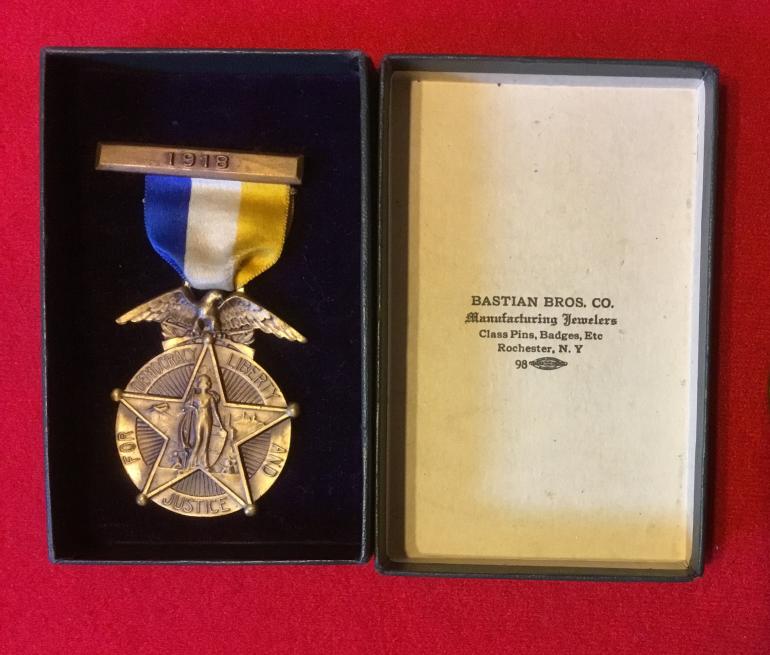 1918
FOR DEMOCRACY LIBERTY AND
JUSTICE
BASTIAN BROS. CO.
Manufacturing Jewelers
Class Pins, Badges, Etc
Rochester, N. Y
98